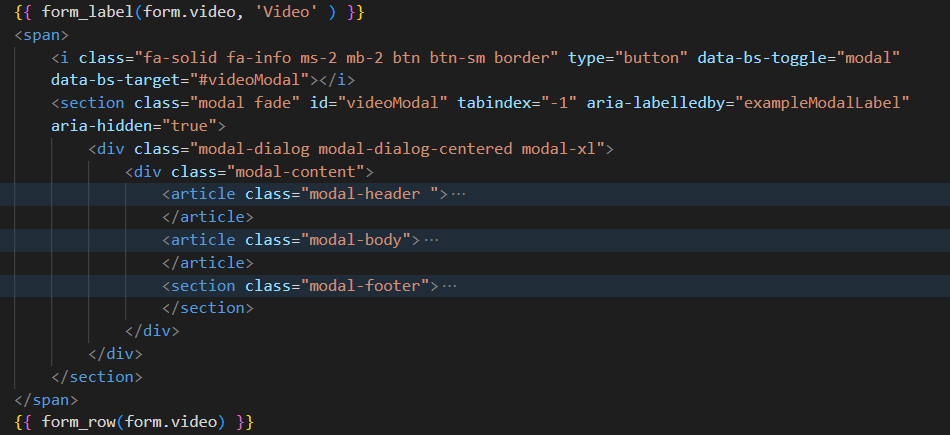 {{ form_label(form.video, 'Video' ) }}
<span>
<i class="fa-solid fa-info ms-2 mb-2 btn btn-sm border" type="button" data-bs-toggle="modal"
data-bs-target="#videoModal"></i>
<section class="modal fade" id="videoModal" tabindex="-1" aria-labelledby="exampleModalLabel"
aria-hidden="true">
<div class="modal-dialog modal-dialog-centered modal-xl">
<div class="modal-content">
<article class="modal-header ">⋯
</article>
<article class="modal-body">⋯
</article>
<section class="modal-footer">⋯
</section>
</div>
</div>
</section>
</span>
{{ form_row(form.video) }}